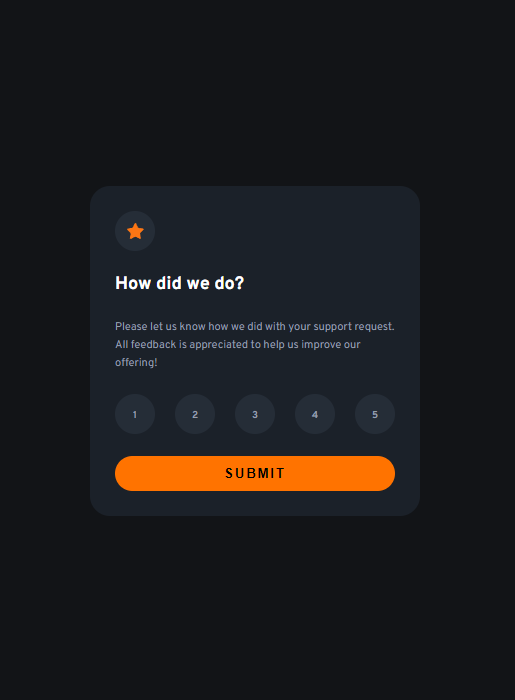 How did we do?
Please let us know how we did with your support request.
All feedback is appreciated to help us improve our
offering!
1 2 3 4 5
SUBMIT